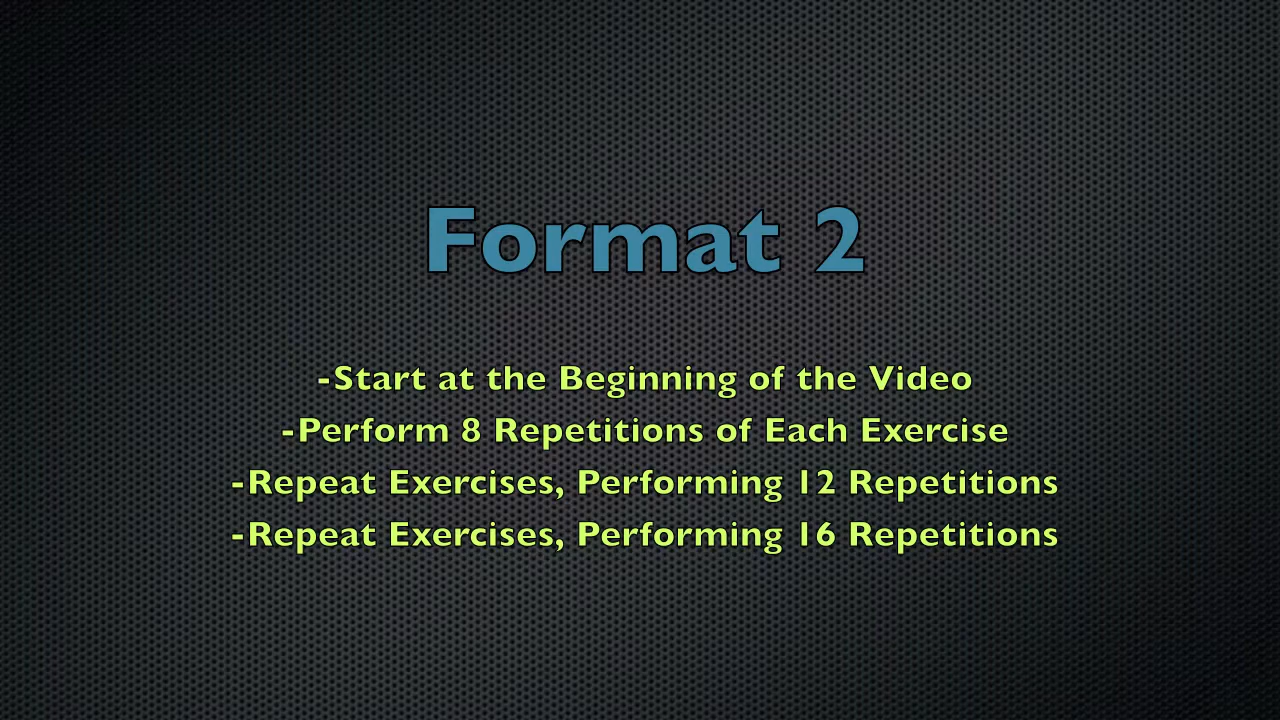 Format 2
-Start at the Beginning of the Video
-Perform 8 Repetitions of Each Exercise
-Repeat Exercises, Performing 12 Repetitions
-Repeat Exercises, Performing 16 Repetitions